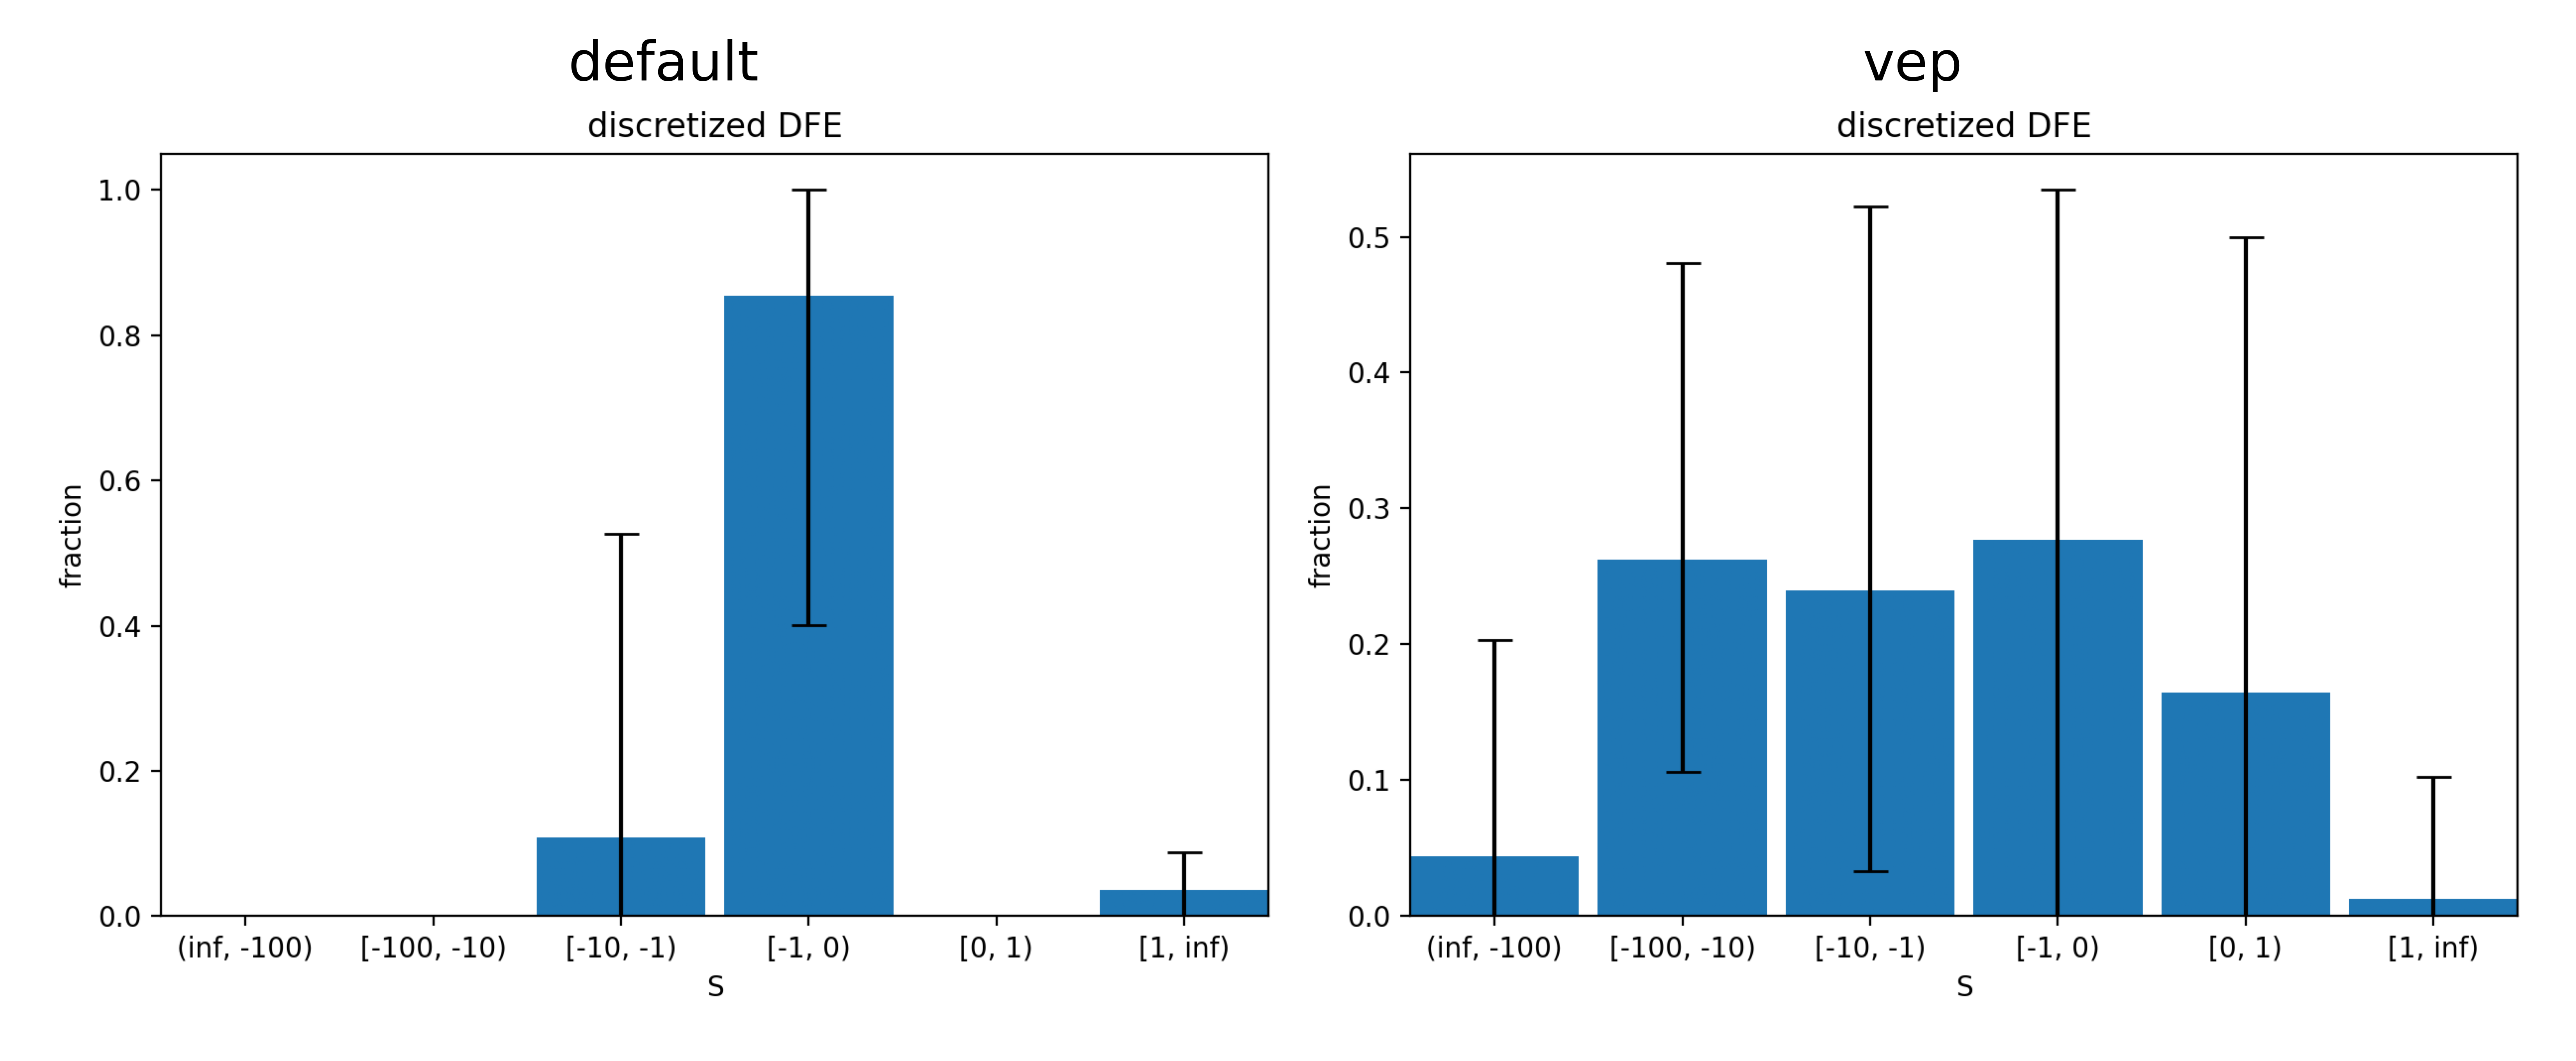 default
discretized DFE
fraction
1.0
0.8
0.6
0.4
0.2
0.0
(inf, -100) [-100, -10) [-10, -1) [-1, 0) [0, 1) [1, inf)
S
vep
discretized DFE
fraction
0.5
0.4
0.3
0.2
0.1
0.0
(inf, -100) [-100, -10) [-10, -1) [-1, 0) [0, 1) [1, inf)
S